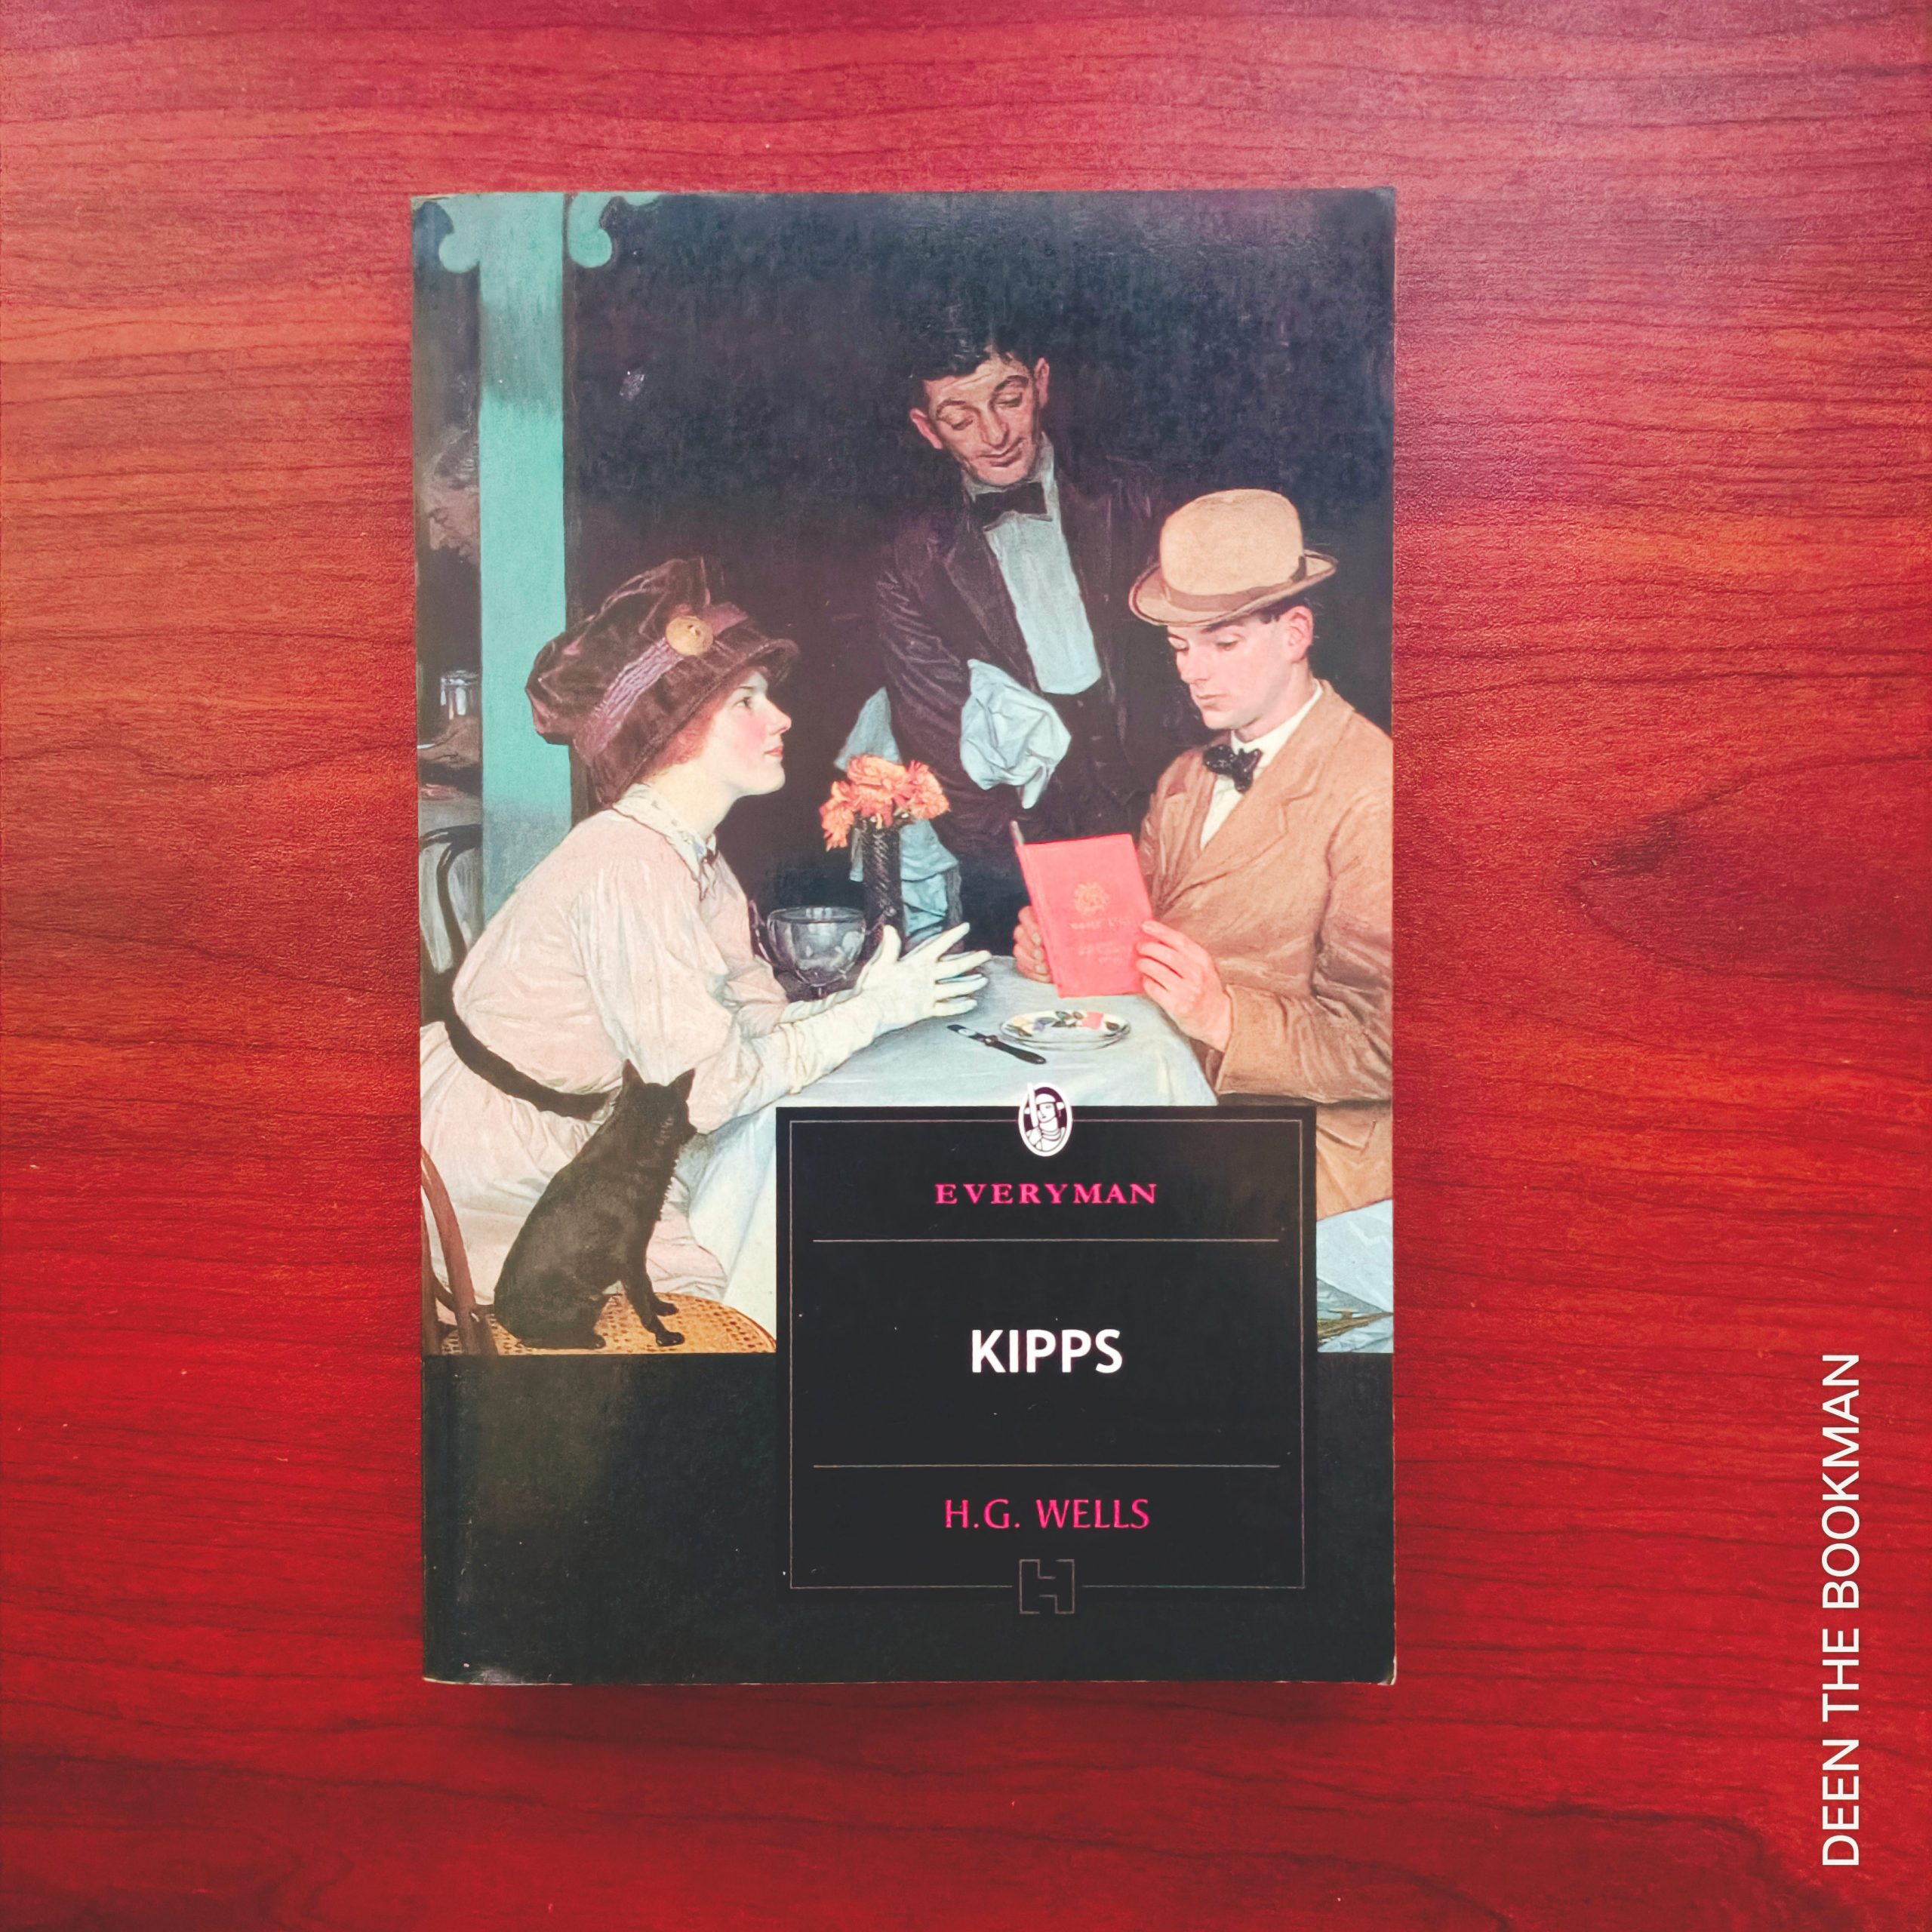 EVERYMAN
KIPPS
H.G. WELLS
DEEN THE BOOKMAN